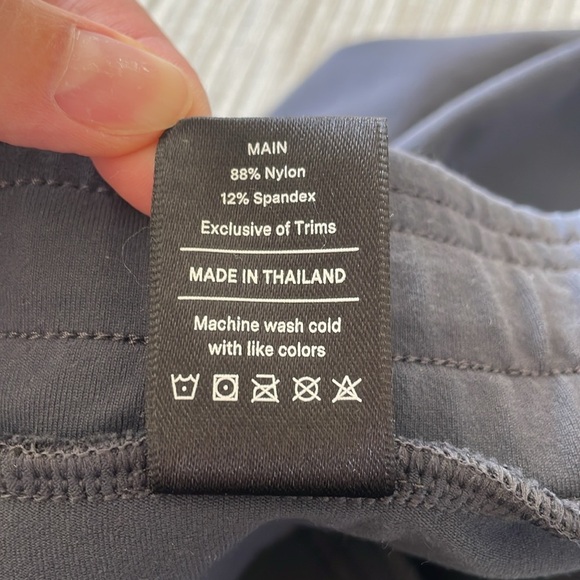 MAIN
88% Nylon
12% Spandex
Exclusive of Trims
MADE IN THAILAND
Machine wash cold
with like colors